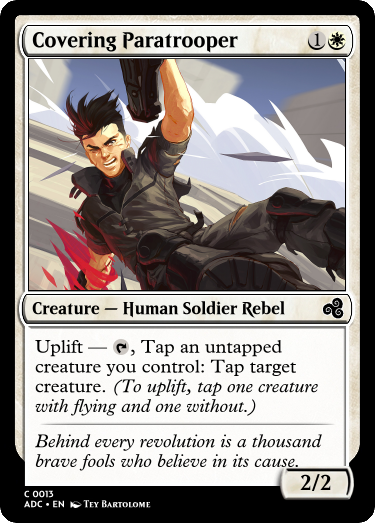 Covering Paratrooper 1
Creature — Human Soldier Rebel
Uplift — , Tap an untapped
creature you control: Tap target
creature. (To uplift, tap one creature
with flying and one without.)
Behind every revolution is a thousand
brave fools who believe in its cause.
2/2
C 0013
ADC • EN Tey Bartolome